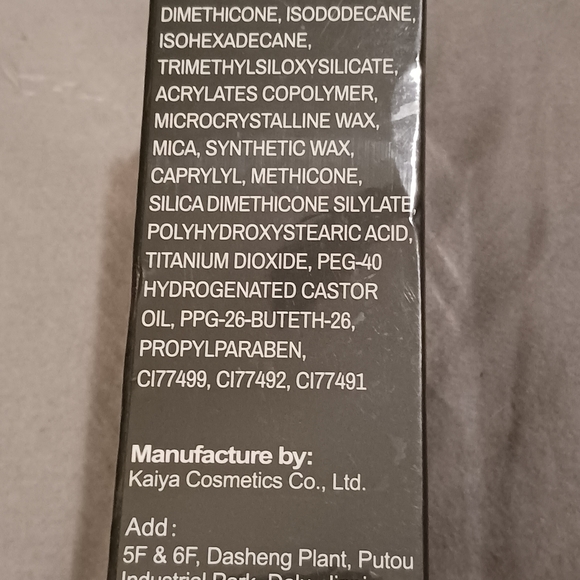 DIMETHICONE, ISODODECANE,
ISOHEXADECANE,
TRIMETHYLSILOXYSILICATE,
ACRYLATES COPOLYMER,
MICROCRYSTALLINE WAX,
MICA, SYNTHETIC WAX,
CAPRYLYL, METHICONE,
SILICA DIMETHICONE SILYLATE,
POLYHYDROXYSTEARIC ACID,
TITANIUM DIOXIDE, PEG-40
HYDROGENATED CASTOR
OIL, PPG-26-BUTETH-26,
PROPYLPARABEN,
CI77499, CI77492, CI77491
Manufacture by:
Kaiya Cosmetics Co., Ltd.
Add:
5F & 6F, Dasheng Plant, Putou
Industrial Park,